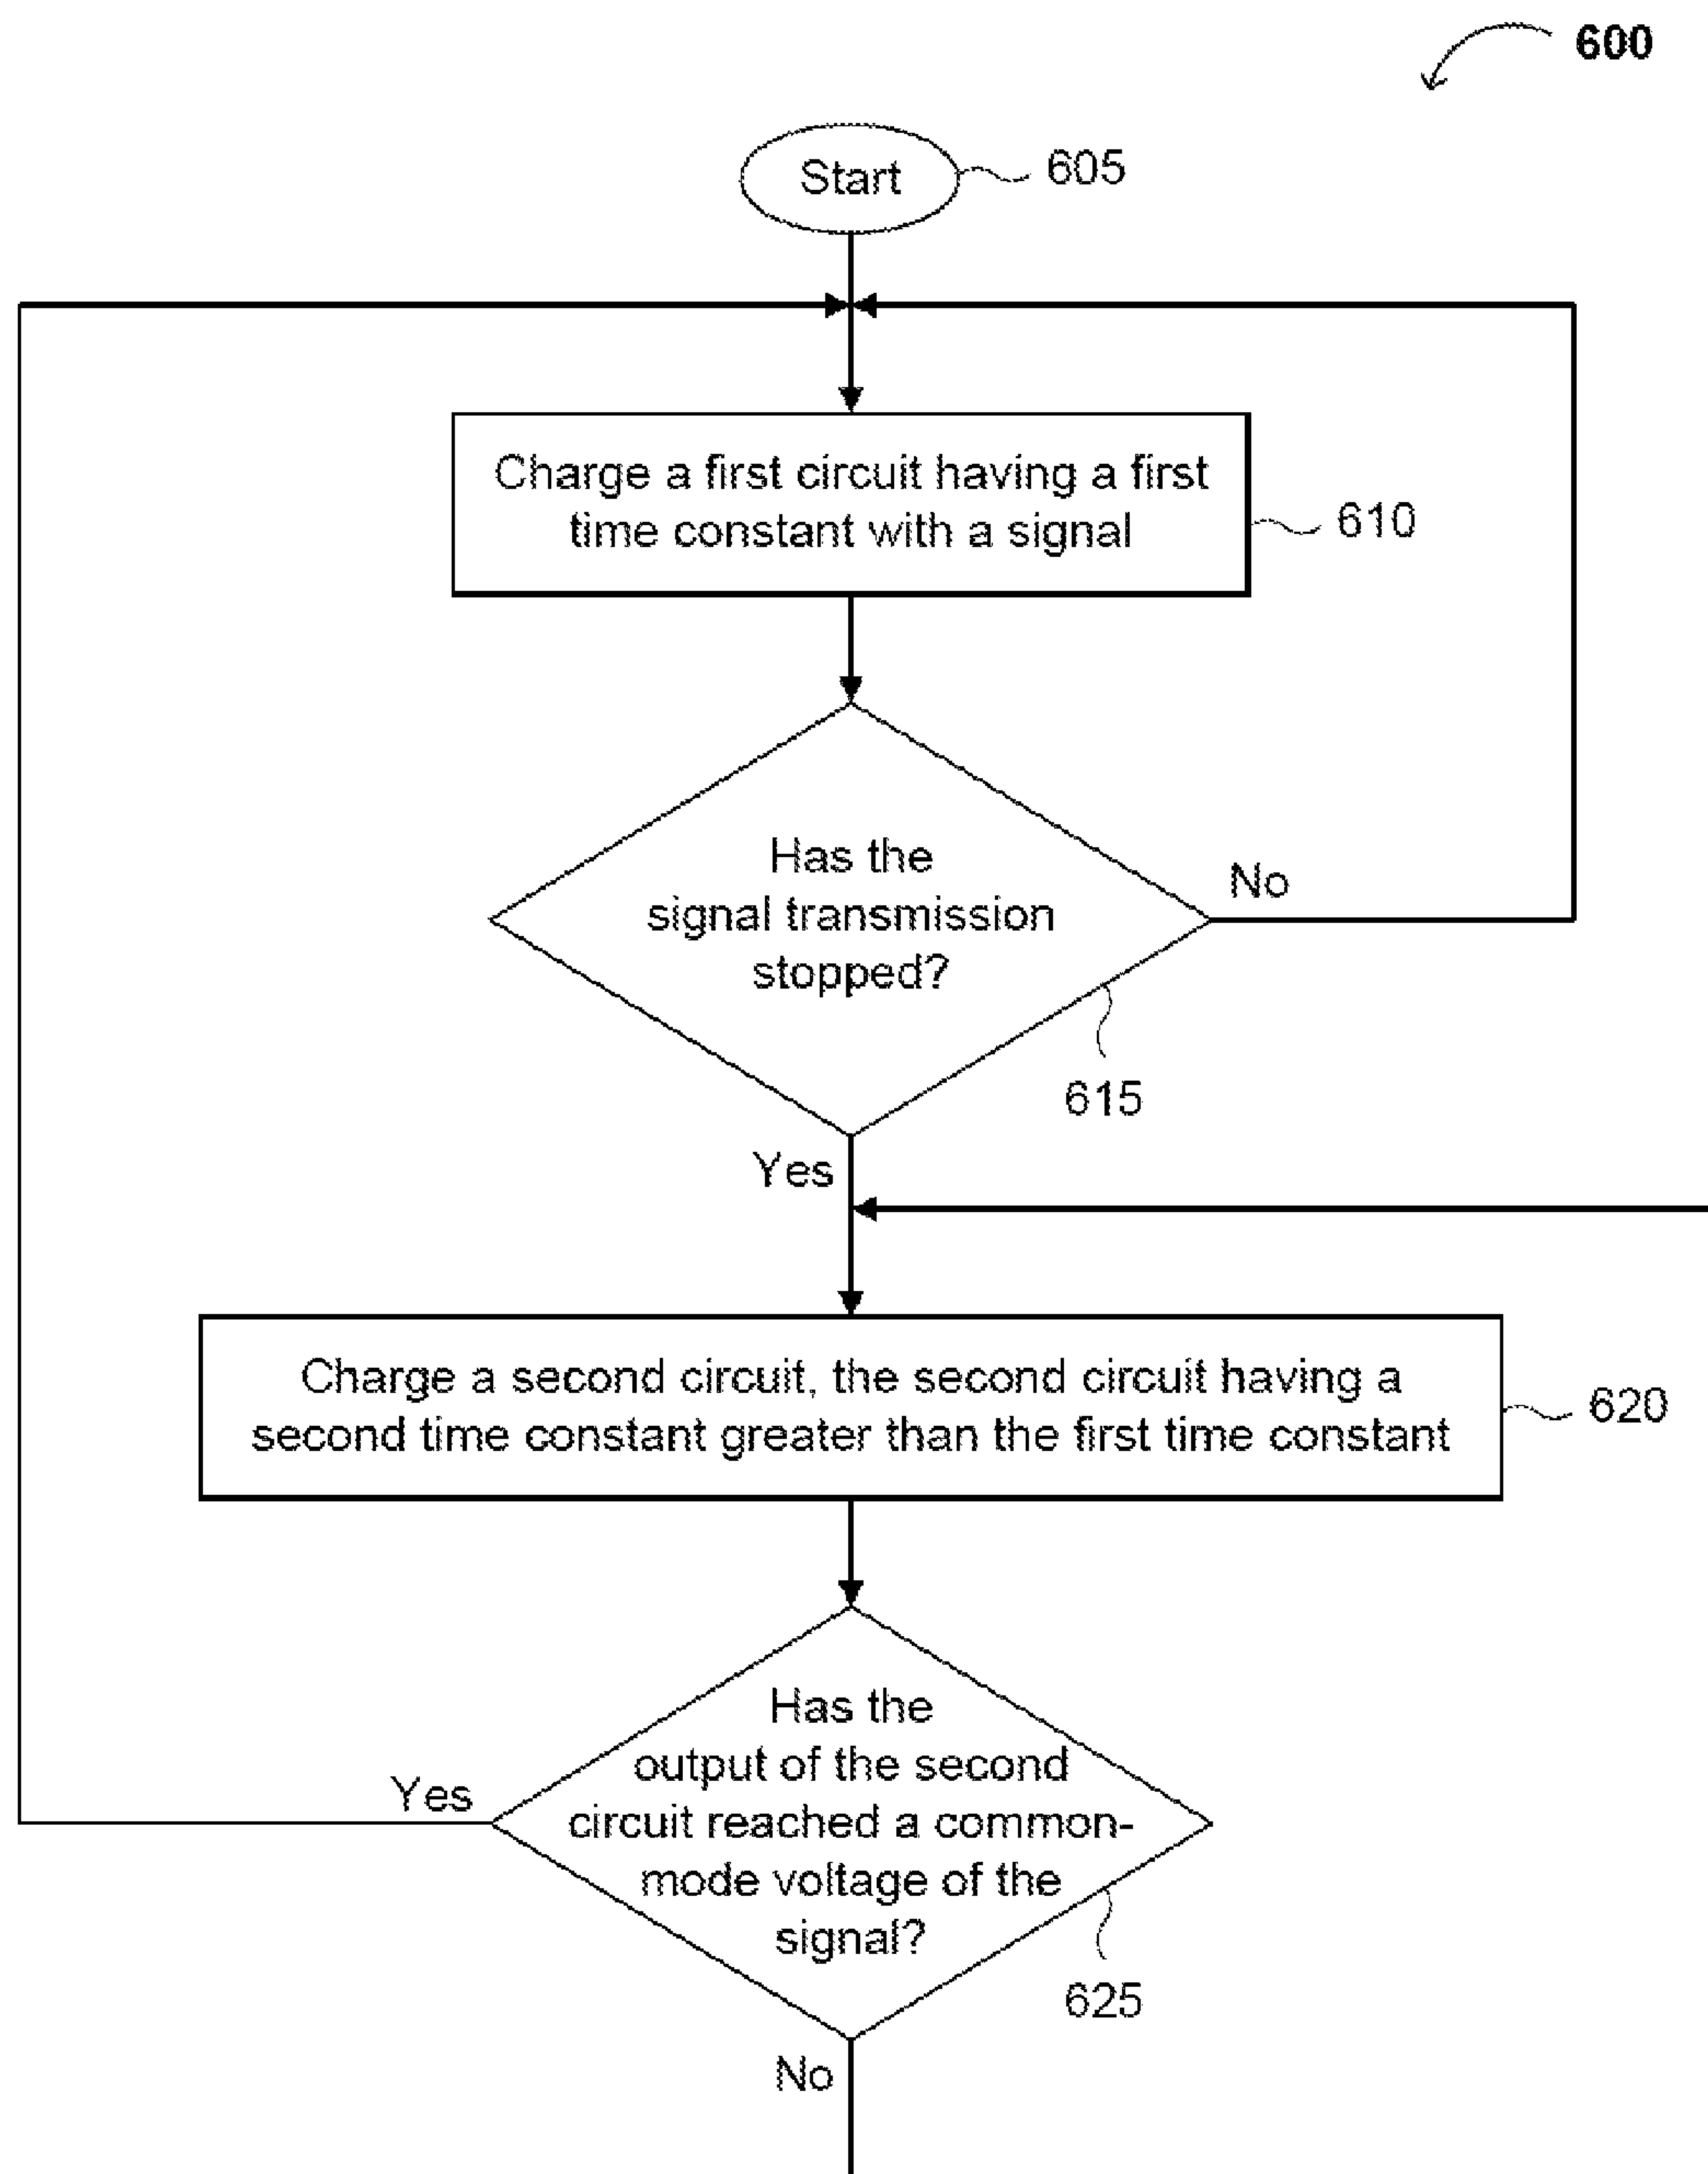 600
Start
605
Charge a first circuit having a first
time constant with a signal
610
Has the
signal transmission
stopped?
No
615
Yes
Charge a second circuit, the second circuit having a
second time constant greater than the first time constant
620
Has the
output of the second
circuit reached a common-
mode voltage of the
signal?
Yes
625
No